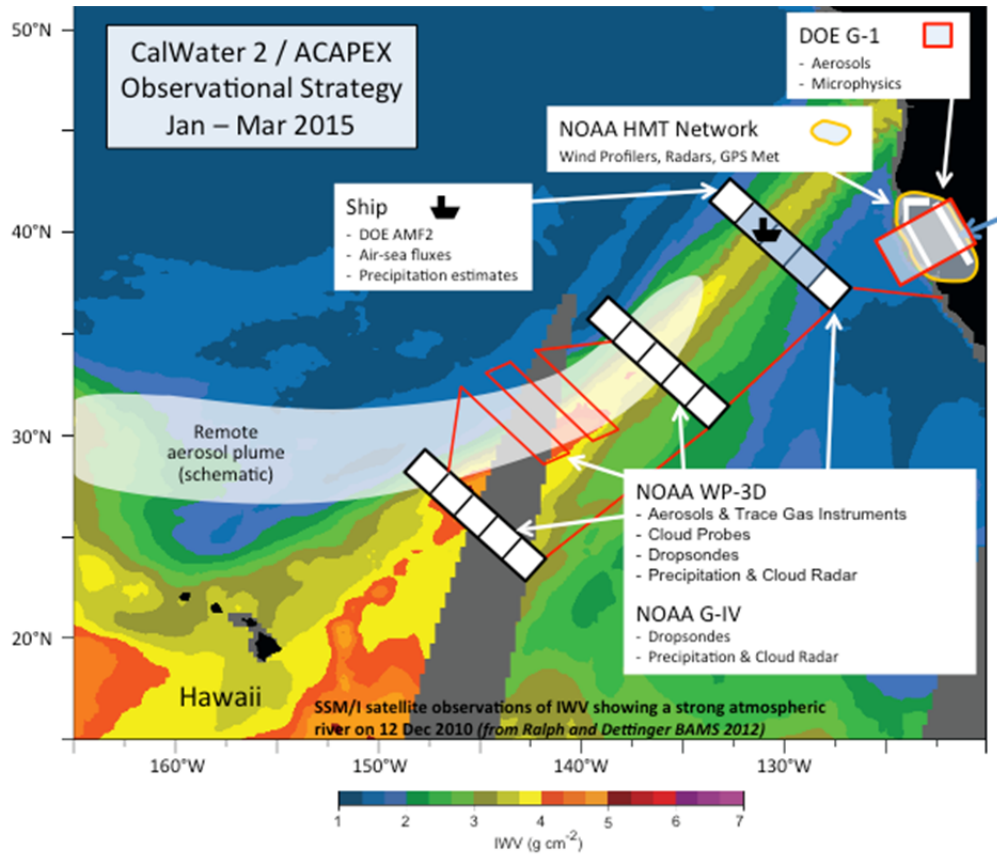 CalWater 2 / ACAPEX
Observational Strategy
Jan – Mar 2015
DOE G-1
- Aerosols
- Microphysics
NOAA HMT Network
Wind Profilers, Radars, GPS Met
Ship
- DOE AMF2
- Air-sea fluxes
- Precipitation estimates
Remote
aerosol plume
(schematic)
NOAA WP-3D
- Aerosols & Trace Gas Instruments
- Cloud Probes
- Dropsondes
- Precipitation & Cloud Radar
NOAA G-IV
- Dropsondes
- Precipitation & Cloud Radar
Hawaii
SSM/I satellite observations of IWV showing a strong atmospheric
river on 12 Dec 2010 (from Ralph and Dettinger BAMS 2012)
50°N
40°N
30°N
20°N
160°W 150°W 140°W 130°W
1 2 3 4 5 6 7
IWV (g cm-2)